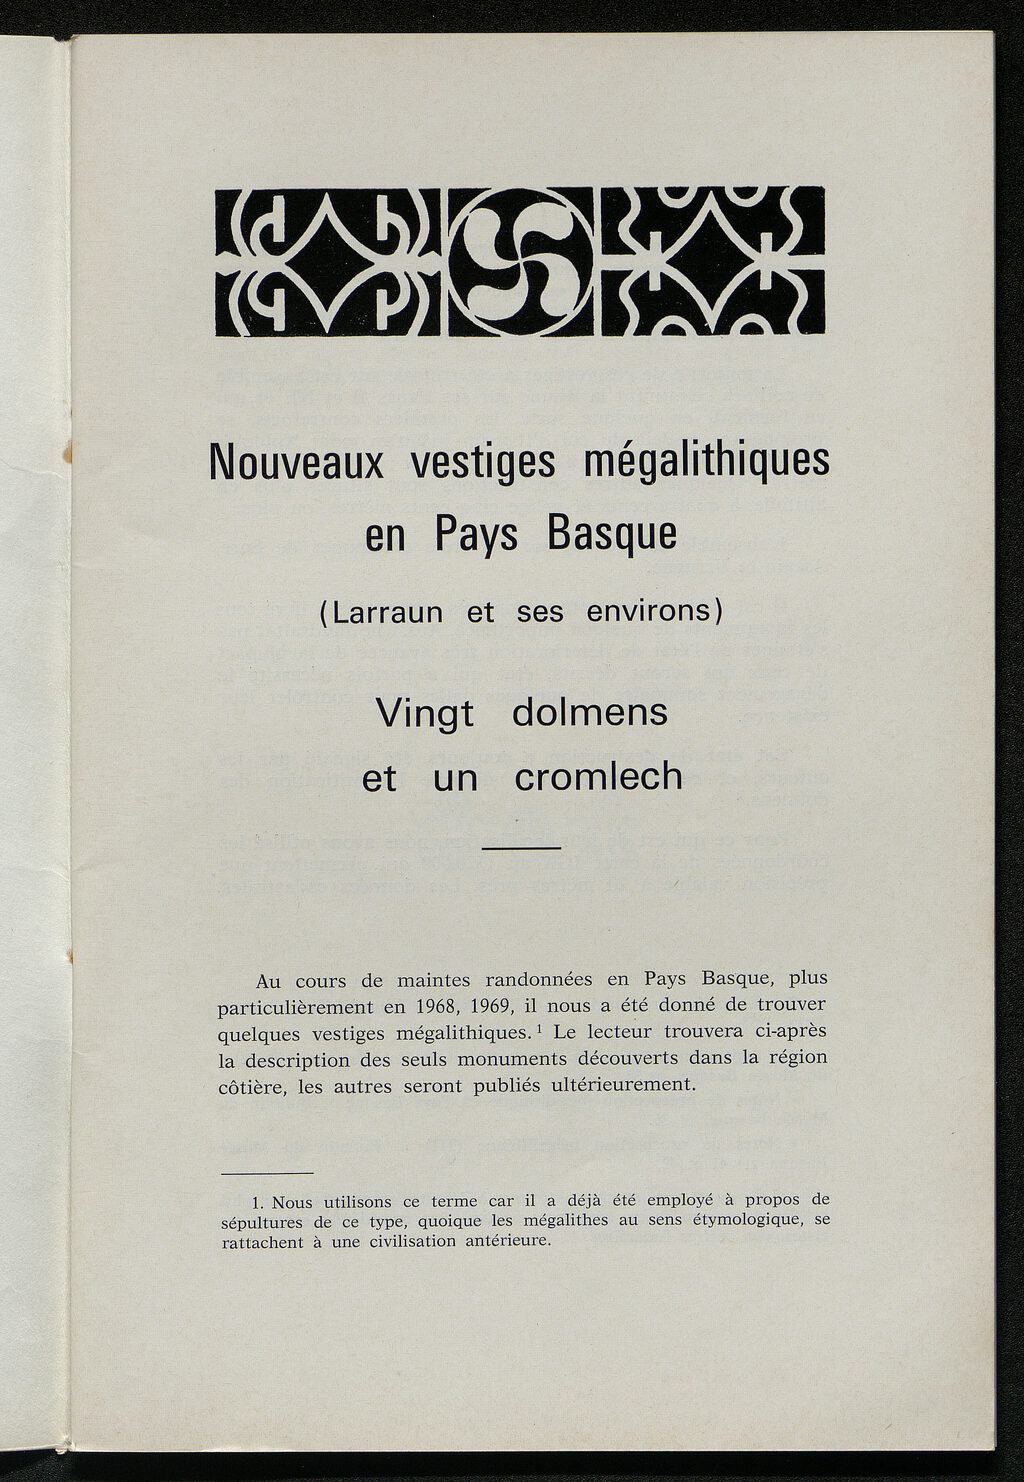 Nouveaux vestiges mégalithiques
en Pays Basque
(Larraun et ses environs)
Vingt dolmens
et un cromlech
Au cours de maintes randonnées en Pays Basque, plus
particulièrement en 1968, 1969, il nous a été donné de trouver
quelques vestiges mégalithiques. ¹ Le lecteur trouvera ci-après
la description des seuls monuments découverts dans la région
côtière, les autres seront publiés ultérieurement.
1. Nous utilisons ce terme car il a déjà été employé à propos de
sépultures de ce type, quoique les mégalithes au sens étymologique, se
rattachent à une civilisation antérieure.